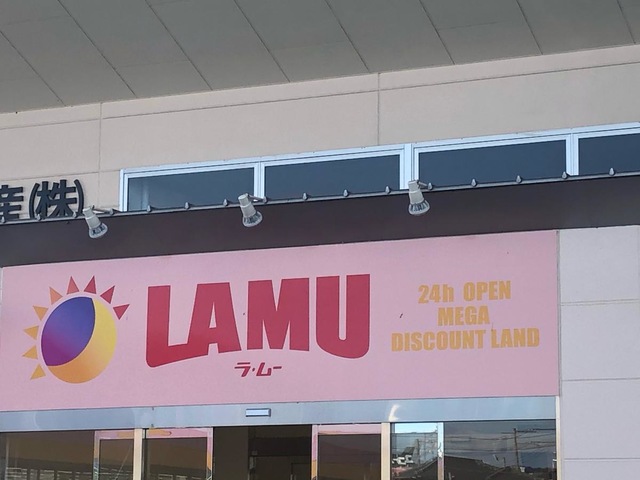 産(株)
LAMU
ラ・ムー
24h OPEN
MEGA
DISCOUNT LAND